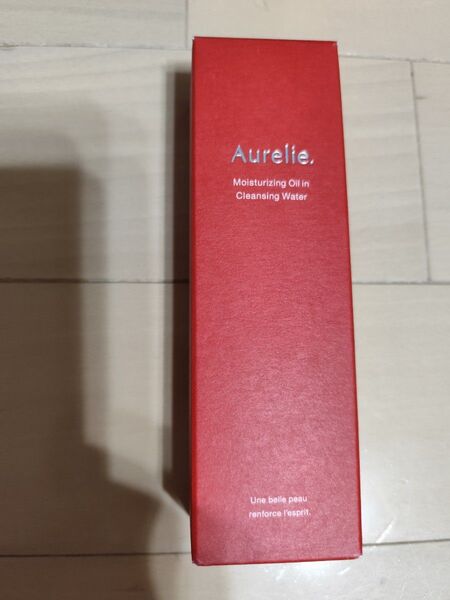 Aurelie.
Moisturizing Oil in
Cleansing Water
Une belle peau
renforce l'esprit.